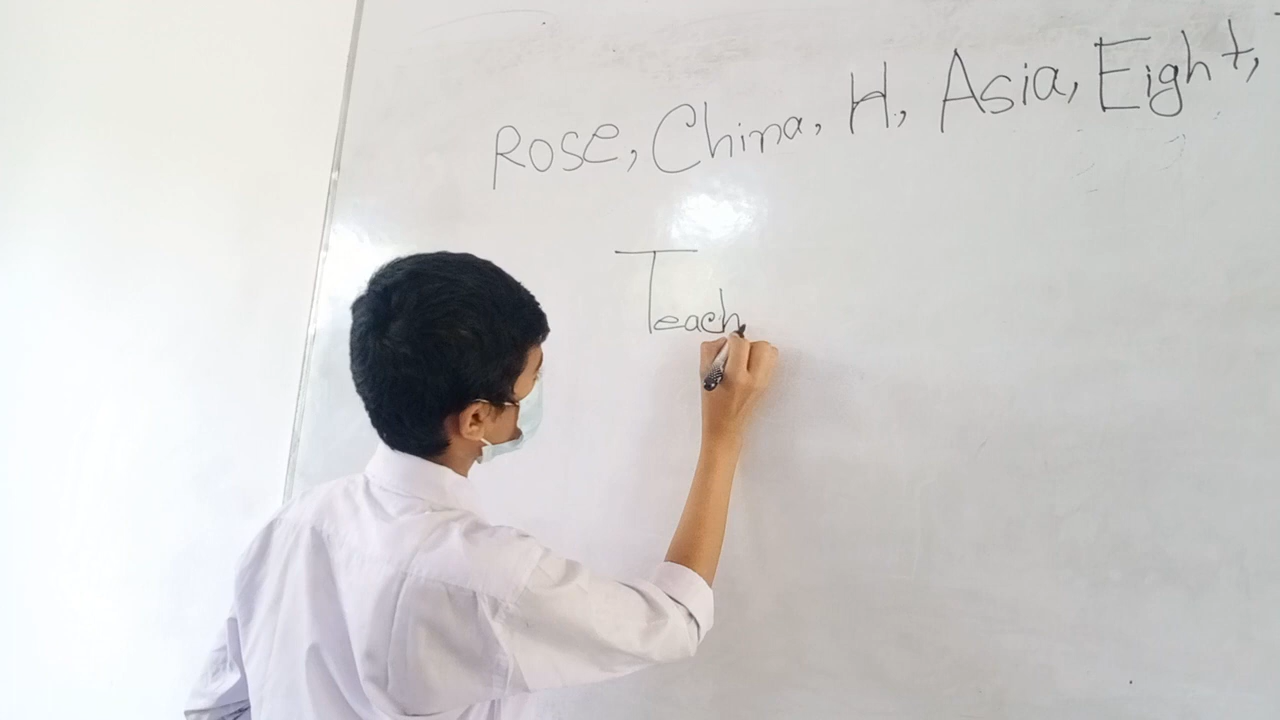 Rose, China, H, Asia, Eight,
Teach